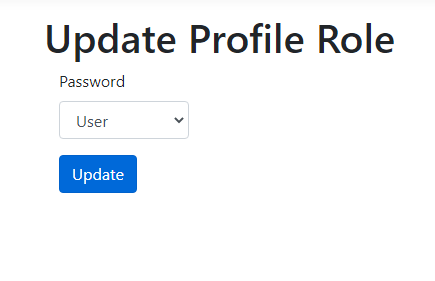 Update Profile Role
Password
User
Update